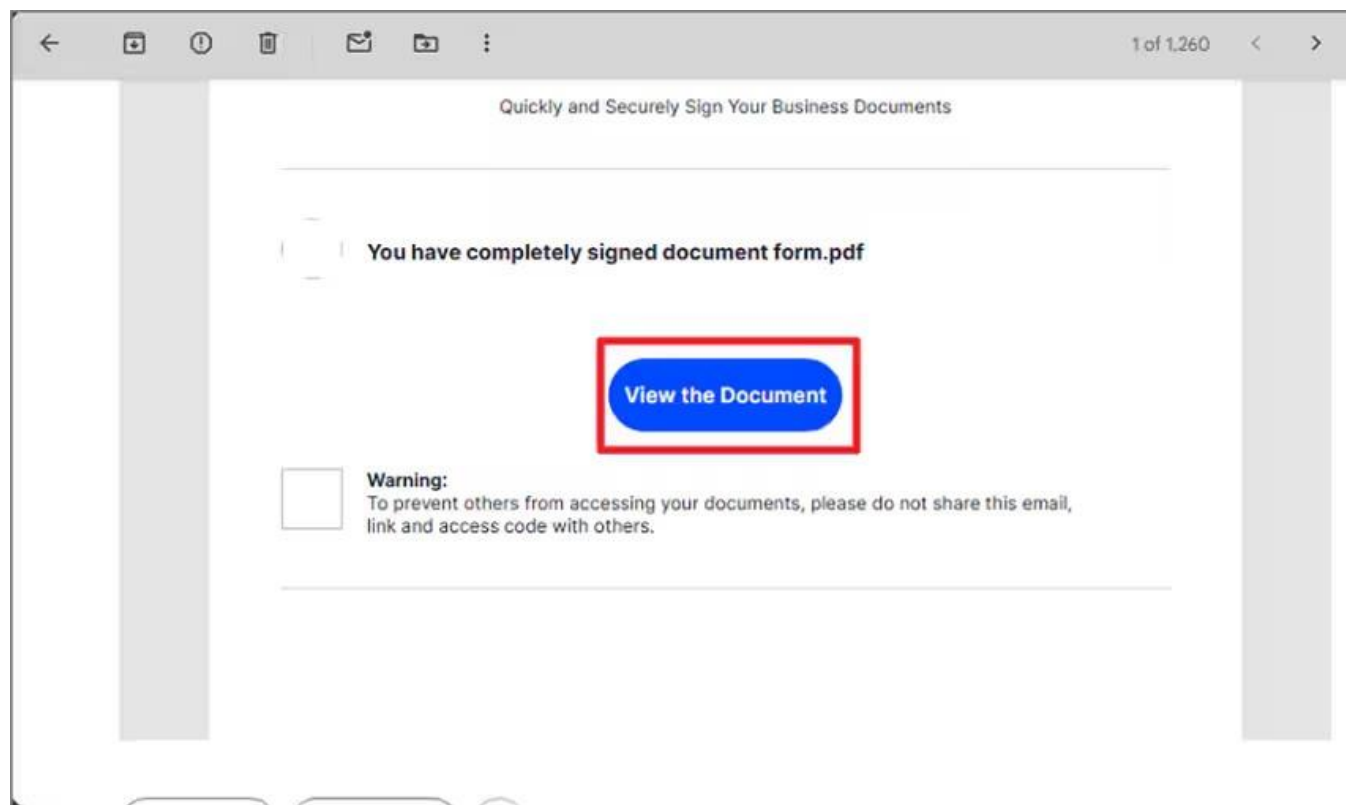 1 of 1,260
Quickly and Securely Sign Your Business Documents
You have completely signed document form.pdf
View the Document
Warning:
To prevent others from accessing your documents, please do not share this email,
link and access code with others.